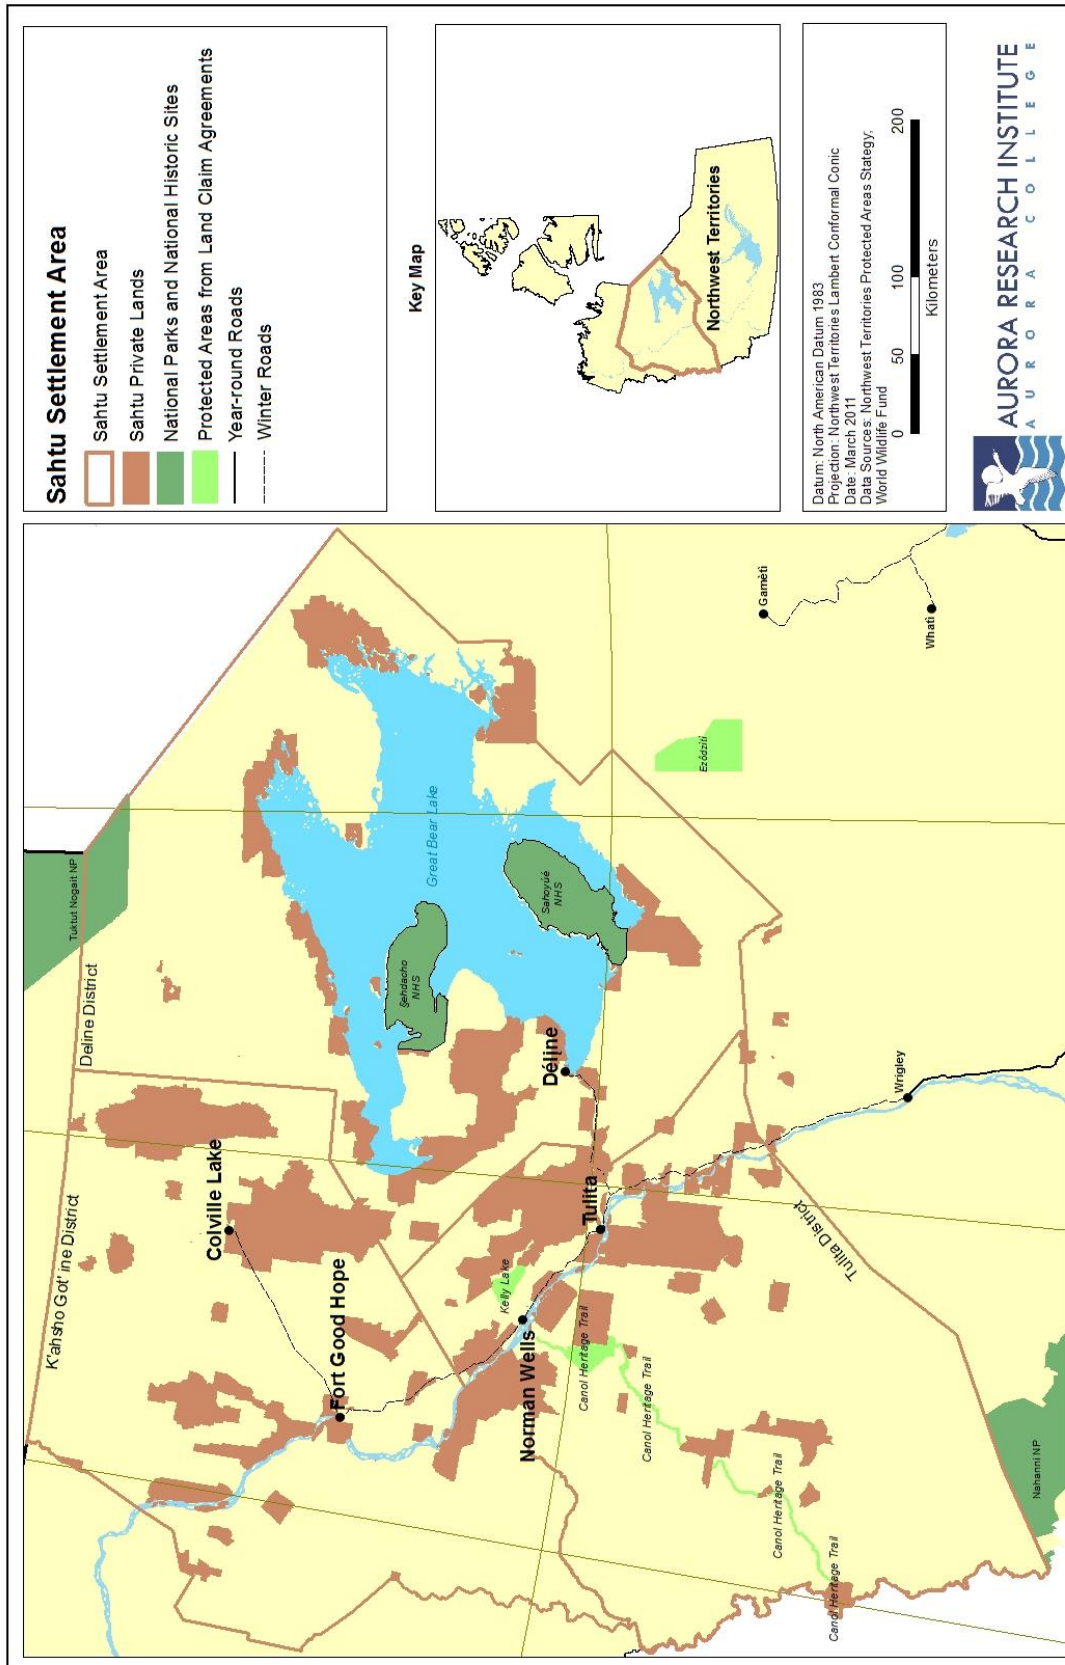 Sahtu Settlement Area
Sahtu Settlement Area
Sahtu Private Lands
National Parks and National Historic Sites
Protected Areas from Land Claim Agreements
Year-round Roads
Winter Roads
Key Map
Northwest Territories
Datum: North American Datum 1983
Projection: Northwest Territories Lambert Conformal Conic
Date: March 2011
Data Sources: Northwest Territories Protected Areas Stategy,
World Wildlife Fund
0 50 100 200
Kilometers
AURORA RESEARCH INSTITUTE
AURORA COLLEGE
K'ahsho Got' ine District
Deline District
Tuktut Nogait NP
Colville Lake
Fort Good Hope
Great Bear Lake
Ṣehdacho
NHS
Sahoyúé
NHS
Déline
Kelly Lake
Norman Wells
Tulita
Canol Heritage Trail
Canol Heritage Trail
Canol Heritage Trail
Canol Heritage Trail
Tulita District
Ezǒdzìtì
Gamètì
Whatì
Wrigley
Nahanni NP